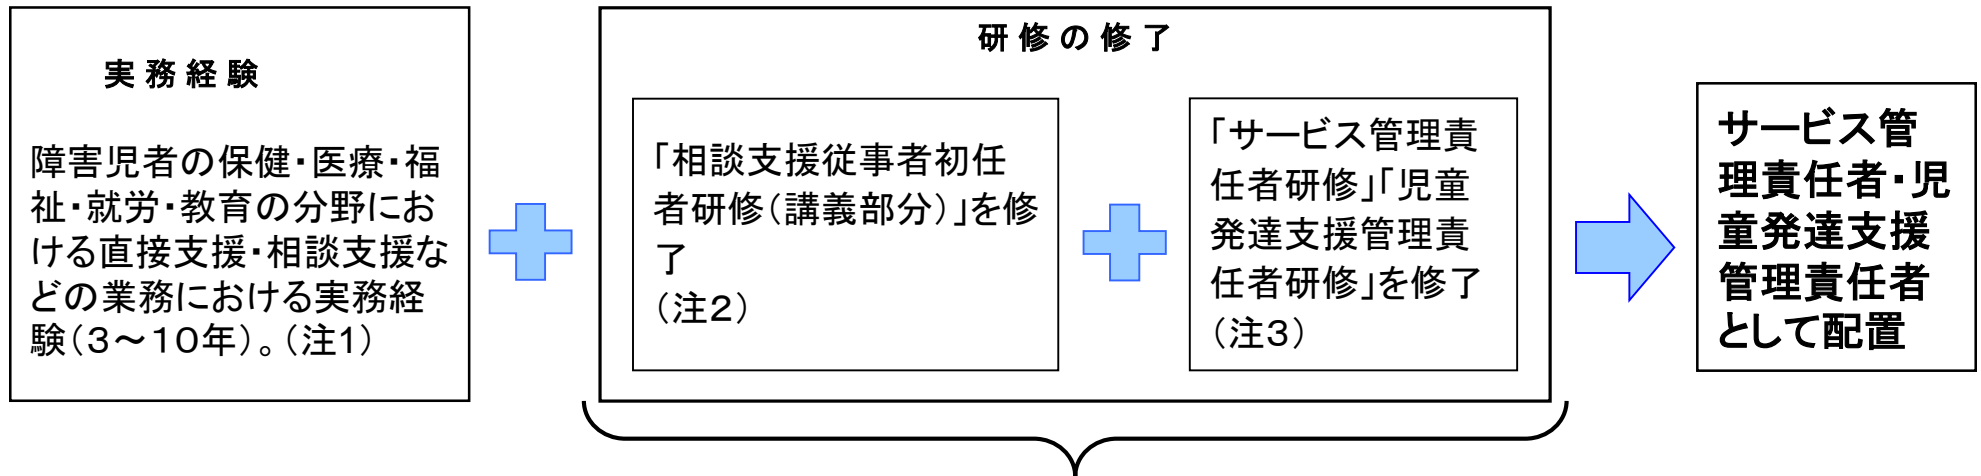 実務経験
障害児者の保健・医療・福
祉・就労・教育の分野にお
ける直接支援・相談支援な
どの業務における実務経
験（３～１０年）。（注1）
研修の修了
「相談支援従事者初任
者研修（講義部分）」を修
了
（注２）
「サービス管理責
任者研修」「児童
発達支援管理責
任者研修」を修了
（注３）
サービス管
理責任者・児
童発達支援
管理責任者
として配置